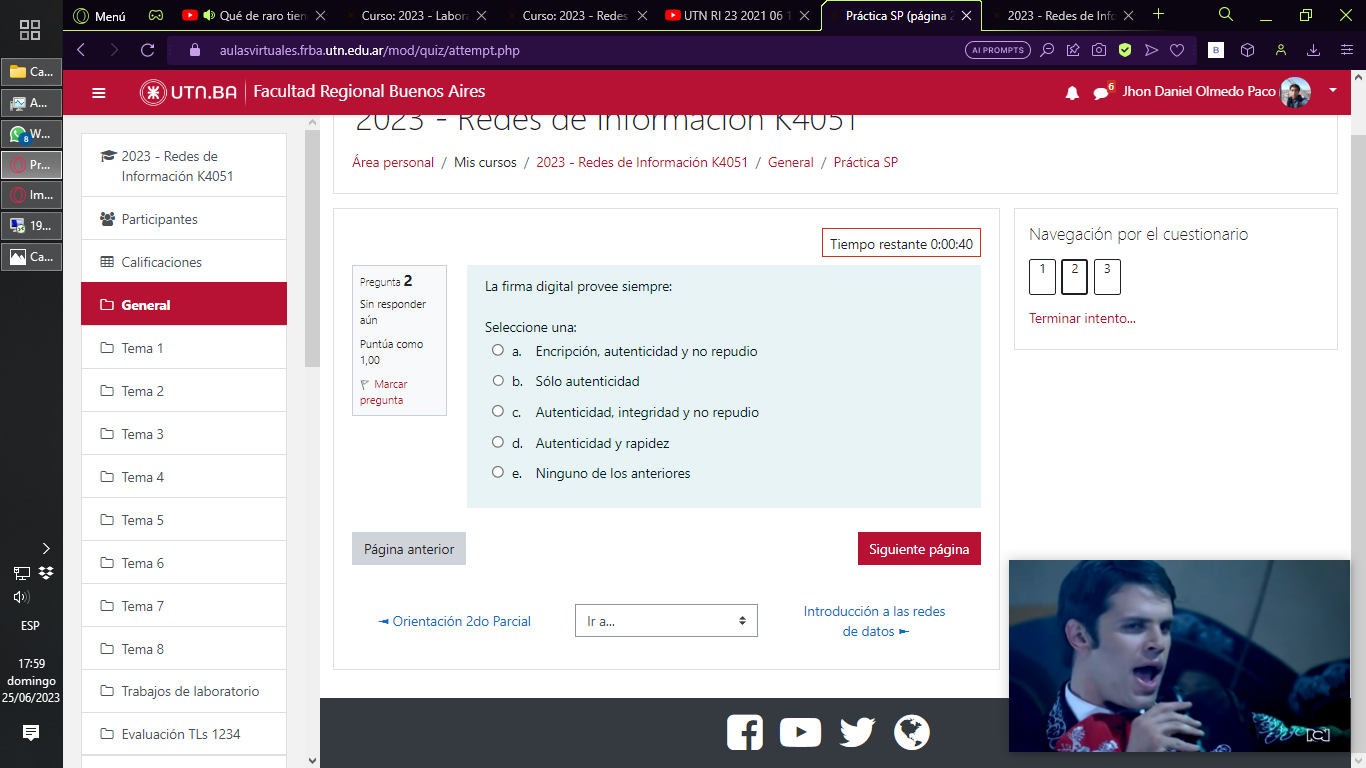 Menú
Qué de raro tien
Curso: 2023 - Labora
Curso: 2023 - Redes
UTN RI 23 2021 06 1
Práctica SP (página 2
2023 - Redes de Info
aulasvirtuales.frba.utn.edu.ar/mod/quiz/attempt.php
AI PROMPTS
B
Ca...
A...
W...
8
Pr...
Im...
19...
Ca...
ESP
17:59
domingo
25/06/2023
UTN.BA
Facultad Regional Buenos Aires
6
Jhon Daniel Olmedo Paco
2023 - Redes de Información K4051
Participantes
Calificaciones
General
Tema 1
Tema 2
Tema 3
Tema 4
Tema 5
Tema 6
Tema 7
Tema 8
Trabajos de laboratorio
Evaluación TLs 1234
2023 - Redes de Información K4051
Área personal / Mis cursos / 2023 - Redes de Información K4051 / General / Práctica SP
Tiempo restante 0:00:40
Pregunta 2
Sin responder
aún
Puntúa como
1,00
Marcar
pregunta
La firma digital provee siempre:
Seleccione una:
a. Encripción, autenticidad y no repudio
b. Sólo autenticidad
c. Autenticidad, integridad y no repudio
d. Autenticidad y rapidez
e. Ninguno de los anteriores
Página anterior
Siguiente página
◄ Orientación 2do Parcial
Ir a...
Introducción a las redes
de datos ►
Navegación por el cuestionario
1 2 3
Terminar intento...
RCN